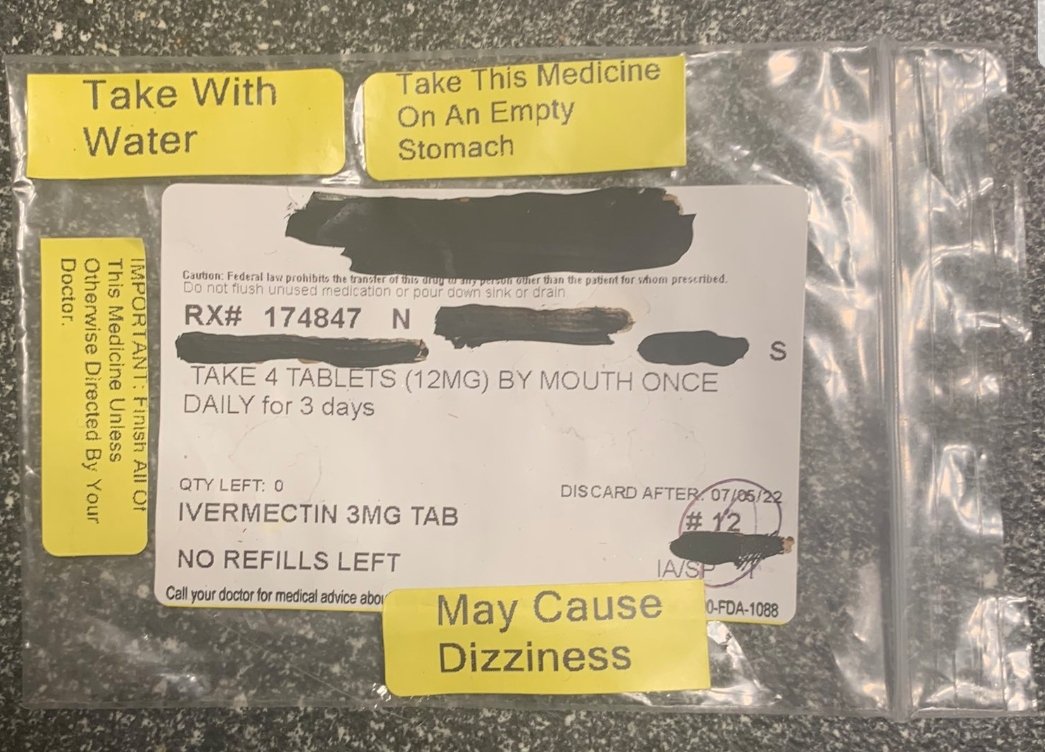 Take With
Water
Take This Medicine
On An Empty
Stomach
IMPORTANT: Finish All Of
This Medicine Unless
Otherwise Directed By Your
Doctor.
Caution: Federal law prohibits the transfer of this drug to any person other than the patient for whom prescribed.
Do not flush unused medication or pour down sink or drain
RX# 174847 N
S
TAKE 4 TABLETS (12MG) BY MOUTH ONCE
DAILY for 3 days
QTY LEFT: 0
DISCARD AFTER: 07/05/22
IVERMECTIN 3MG TAB
# 12
NO REFILLS LEFT
Call your doctor for medical advice
0-FDA-1088
May Cause
Dizziness